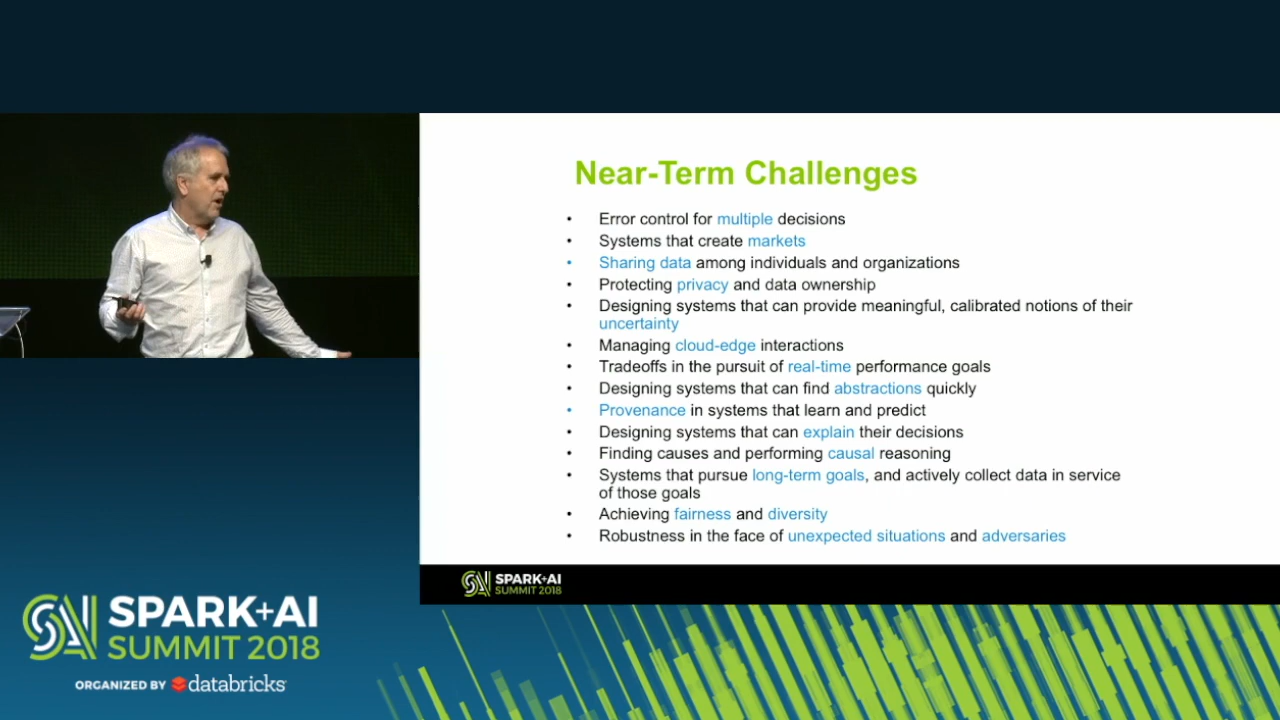 Near-Term Challenges
• Error control for multiple decisions
• Systems that create markets
• Sharing data among individuals and organizations
• Protecting privacy and data ownership
• Designing systems that can provide meaningful, calibrated notions of their
uncertainty
• Managing cloud-edge interactions
• Tradeoffs in the pursuit of real-time performance goals
• Designing systems that can find abstractions quickly
• Provenance in systems that learn and predict
• Designing systems that can explain their decisions
• Finding causes and performing causal reasoning
• Systems that pursue long-term goals, and actively collect data in service
of those goals
• Achieving fairness and diversity
• Robustness in the face of unexpected situations and adversaries
SPARK+AI
SUMMIT 2018
SPARK+AI
SUMMIT 2018
ORGANIZED BY databricks